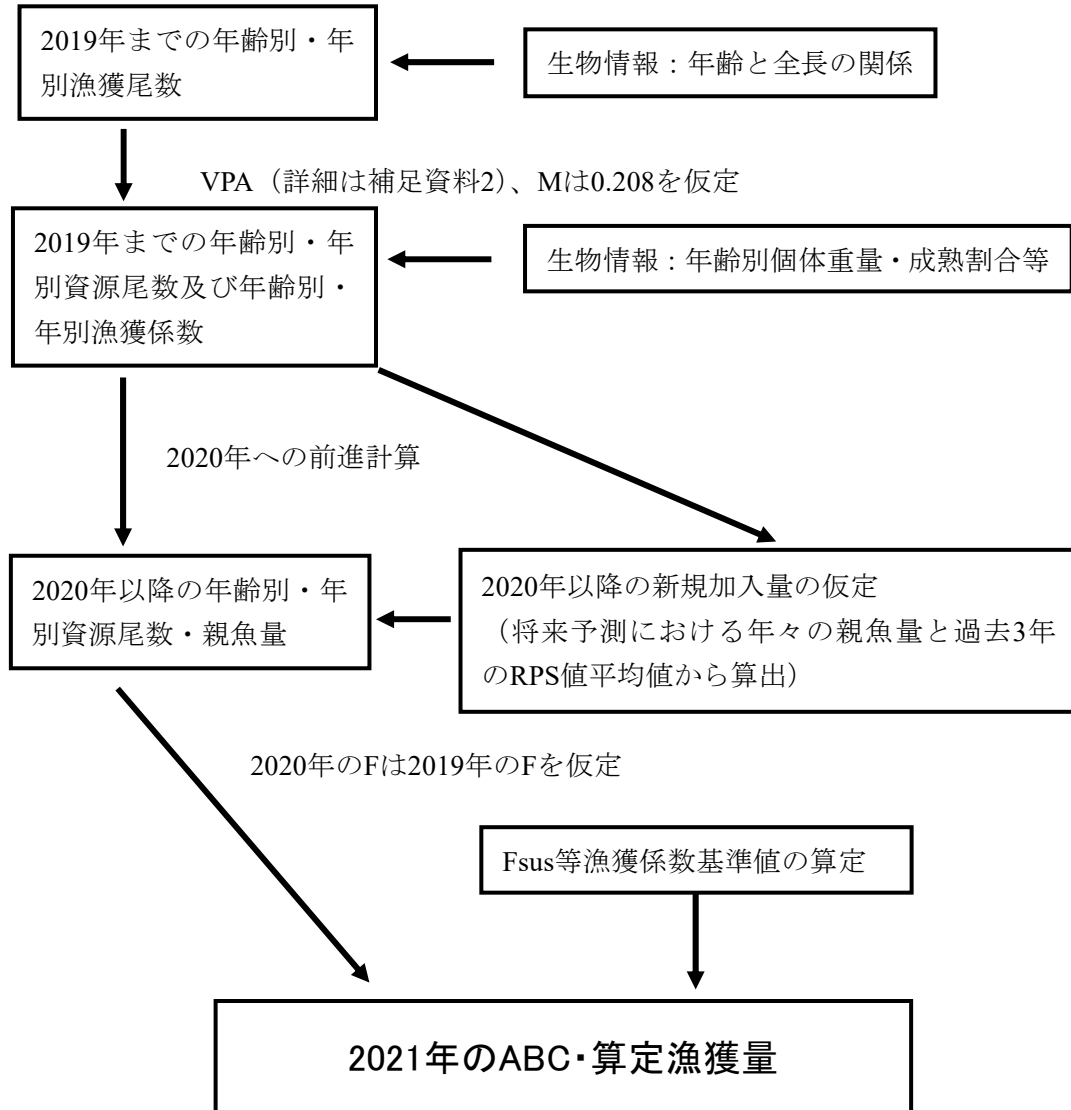 2019年までの年齢別・年
別漁獲尾数
生物情報：年齢と全長の関係
VPA（詳細は補足資料2）、Mは0.208を仮定
2019年までの年齢別・年
別資源尾数及び年齢別・
年別漁獲係数
生物情報：年齢別個体重量・成熟割合等
2020年への前進計算
2020年以降の年齢別・年
別資源尾数・親魚量
2020年以降の新規加入量の仮定
（将来予測における年々の親魚量と過去3年
のRPS値平均値から算出）
2020年のFは2019年のFを仮定
Fsus等漁獲係数基準値の算定
2021年のABC・算定漁獲量